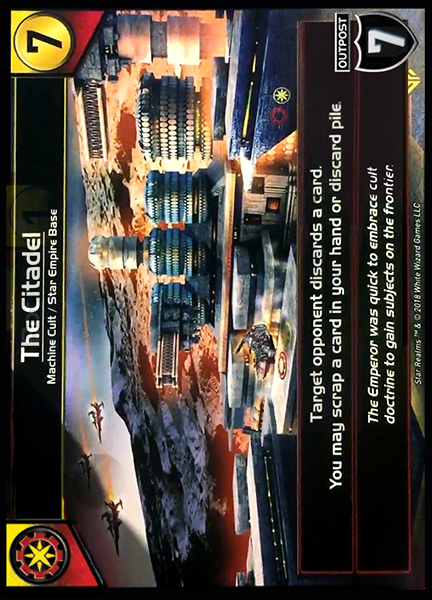 The Citadel
Machine Cult / Star Empire Base
7
Target opponent discards a card.
You may scrap a card in your hand or discard pile.
The Emperor was quick to embrace cult
doctrine to gain subjects on the frontier.
OUTPOST
7
Star Realms ™ & © 2018 White Wizard Games LLC